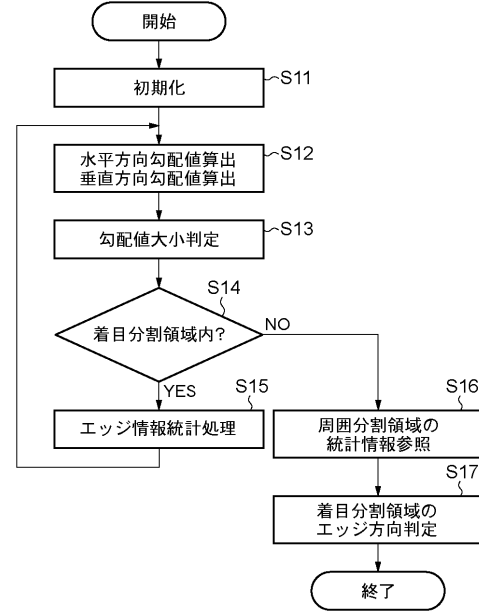 開始
初期化
S11
水平方向勾配値算出
垂直方向勾配値算出
S12
勾配値大小判定
S13
着目分割領域内?
S14
NO
YES
エッジ情報統計処理
S15
周囲分割領域の
統計情報参照
S16
着目分割領域の
エッジ方向判定
S17
終了